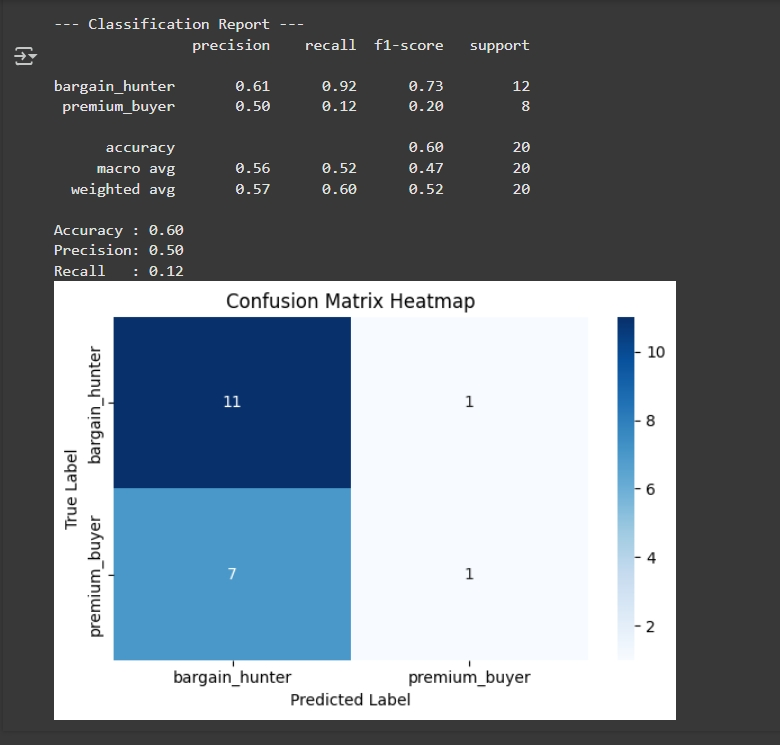 --- Classification Report ---
precision recall f1-score support
bargain_hunter 0.61 0.92 0.73 12
premium_buyer 0.50 0.12 0.20 8
accuracy 0.60 20
macro avg 0.56 0.52 0.47 20
weighted avg 0.57 0.60 0.52 20
Accuracy : 0.60
Precision: 0.50
Recall : 0.12
Confusion Matrix Heatmap
True Label
bargain_hunter
premium_buyer
11
1
7
1
bargain_hunter
premium_buyer
Predicted Label
10
8
6
4
2